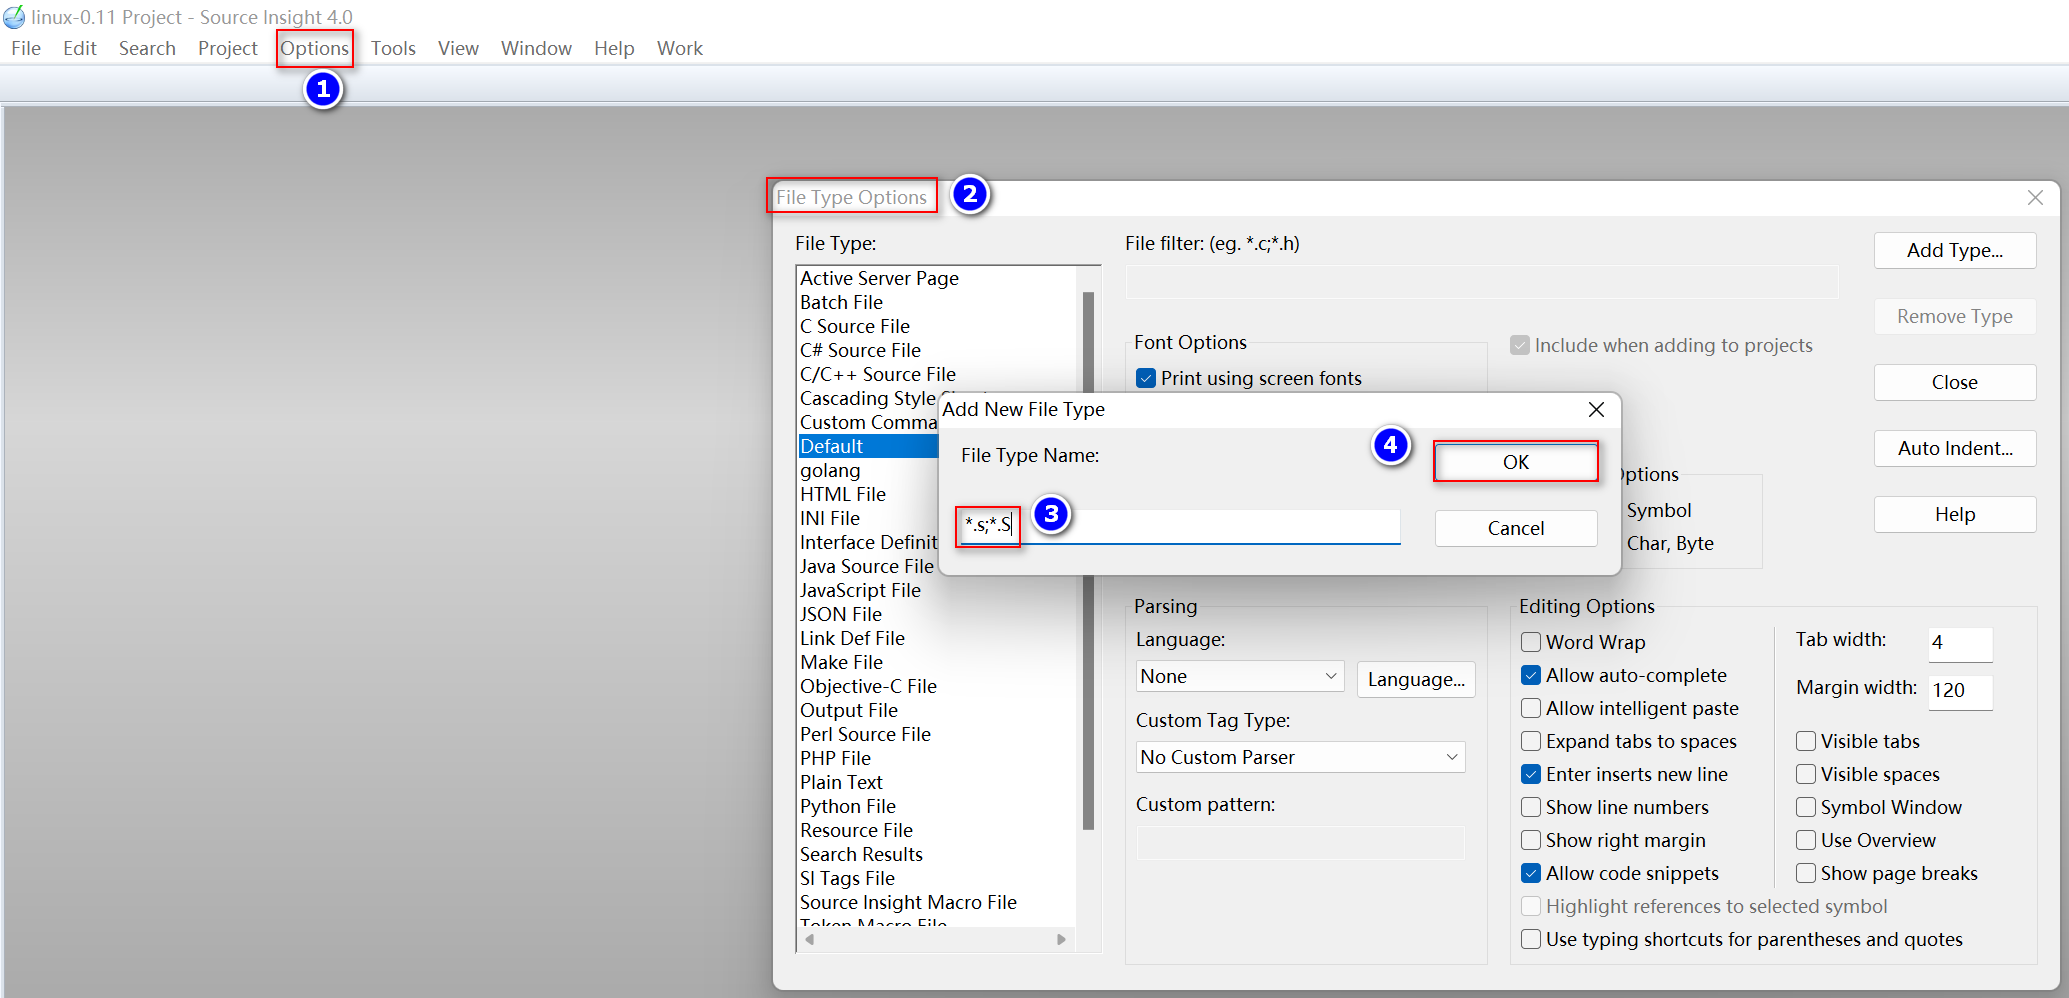 linux-0.11 Project - Source Insight 4.0
File Edit Search Project Options Tools View Window Help Work
1
File Type Options 2
File Type:
Active Server Page
Batch File
C Source File
C# Source File
C/C++ Source File
Cascading Style
Custom Comma
Default
golang
HTML File
INI File
Interface Definit
Java Source File
JavaScript File
JSON File
Link Def File
Make File
Objective-C File
Output File
Perl Source File
PHP File
Plain Text
Python File
Resource File
Search Results
SI Tags File
Source Insight Macro File
Token Macro File
File filter: (eg. *.c;*.h)
Font Options
Print using screen fonts
Include when adding to projects
Add Type...
Remove Type
Close
Auto Indent...
Help
Add New File Type
File Type Name:
*.s;*.S
3
4
OK
Cancel
ptions
Symbol
Char, Byte
Parsing
Language:
None
Language...
Custom Tag Type:
No Custom Parser
Custom pattern:
Editing Options
Word Wrap
Allow auto-complete
Allow intelligent paste
Expand tabs to spaces
Enter inserts new line
Show line numbers
Show right margin
Allow code snippets
Highlight references to selected symbol
Use typing shortcuts for parentheses and quotes
Tab width: 4
Margin width: 120
Visible tabs
Visible spaces
Symbol Window
Use Overview
Show page breaks